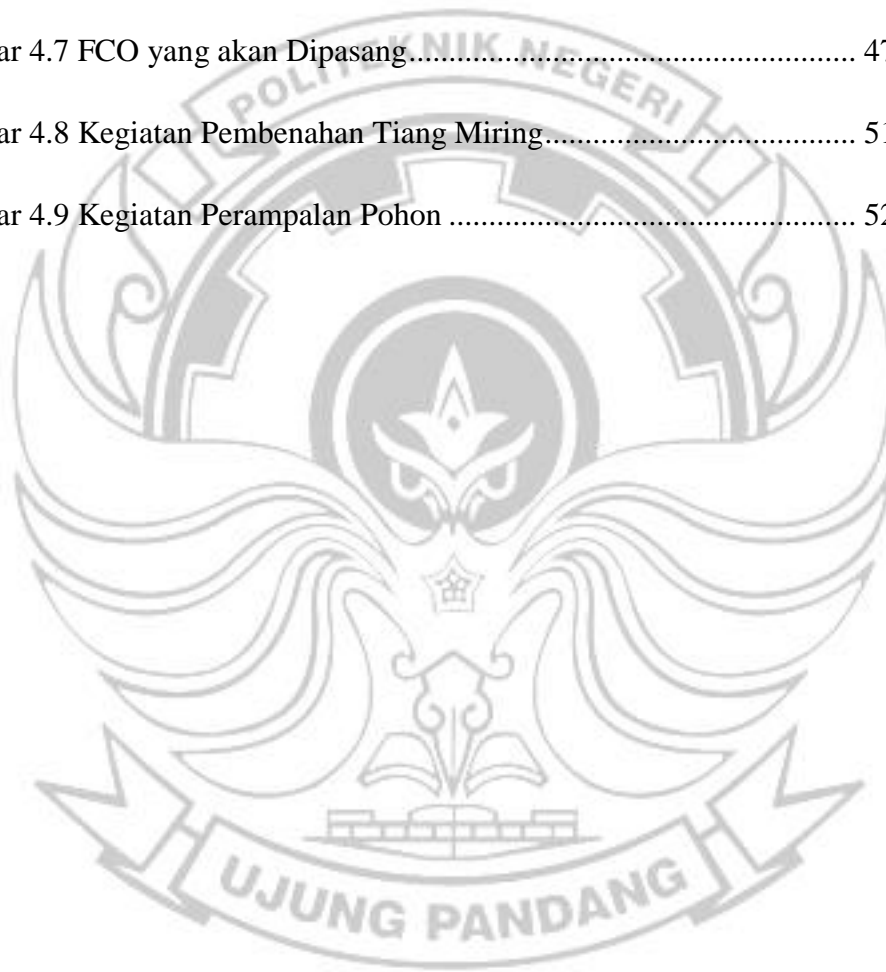 ar 4.7 FCO yang akan Dipasang.................................................... 47
ar 4.8 Kegiatan Pembenahan Tiang Miring.................................... 51
ar 4.9 Kegiatan Perampalan Pohon ............................................... 52
POLITEKNIK NEGERI
UJUNG PANDANG